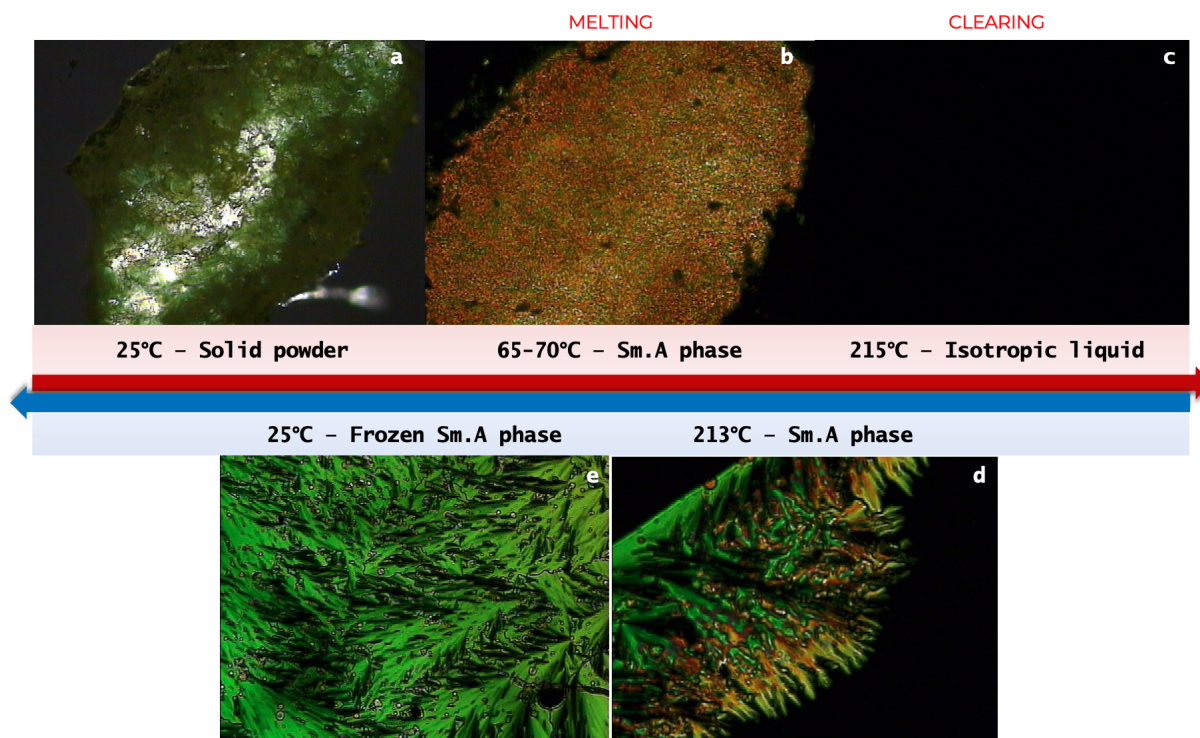 MELTING CLEARING
a b c
25°C – Solid powder 65-70°C – Sm.A phase 215°C – Isotropic liquid
25°C – Frozen Sm.A phase 213°C – Sm.A phase
e d